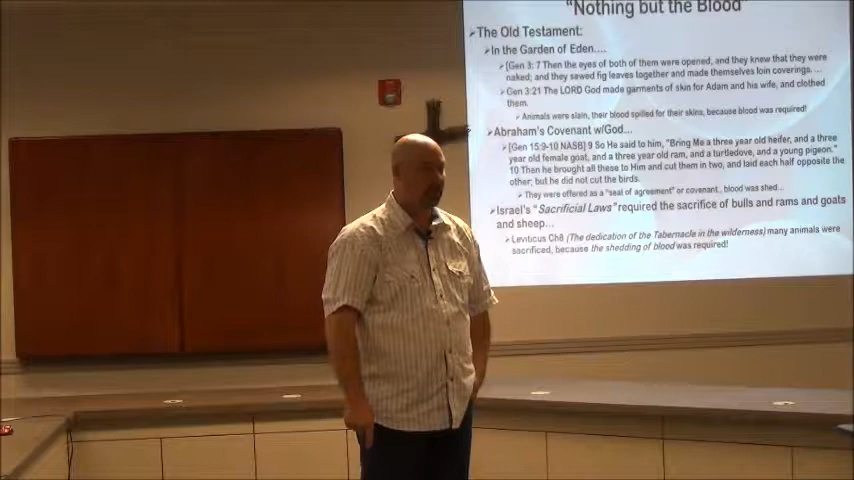 "Nothing but the Blood"
The Old Testament:
In the Garden of Eden....
[Gen 3: 7 Then the eyes of both of them were opened, and they knew that they were
naked; and they sewed fig leaves together and made themselves loin coverings. ...
Gen 3:21 The LORD God made garments of skin for Adam and his wife, and clothed
them.
Animals were slain, their blood spilled for their skins, because blood was required
Abraham's Covenant w/God...
[Gen 15:9-10 NASB] 9 So He said to him, "Bring Me a three year old heifer, and a three
year old female goat, and a three year old ram, and a turtledove, and a young pigeon."
10 Then he brought all these to Him and cut them in two, and laid each half opposite the
other; but he did not cut the birds.
They were offered as a "seal of agreement" or covenant, blood was shed...
Israel's "Sacrificial Laws" required the sacrifice of bulls and rams, and goats
and sheep...
Leviticus Ch8 (The dedication of the Tabernacle in the wilderness) many animals were
sacrificed, because the shedding of blood was required!